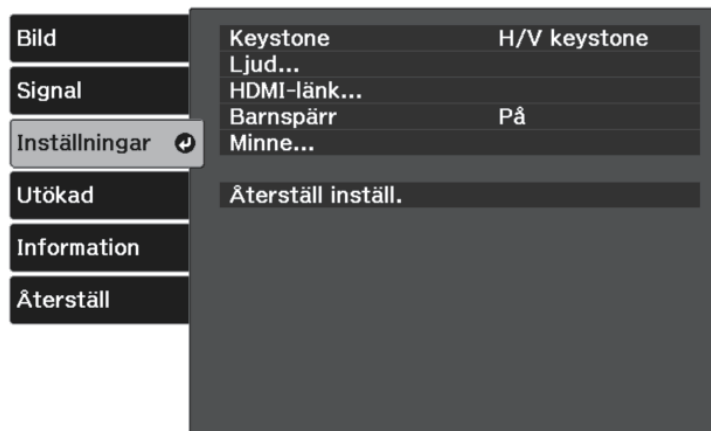 Bild
Signal
Inställningar
Utökad
Information
Återställ
Keystone H/V keystone
Ljud...
HDMI-länk...
Barnspärr På
Minne...
Återställ inställ.